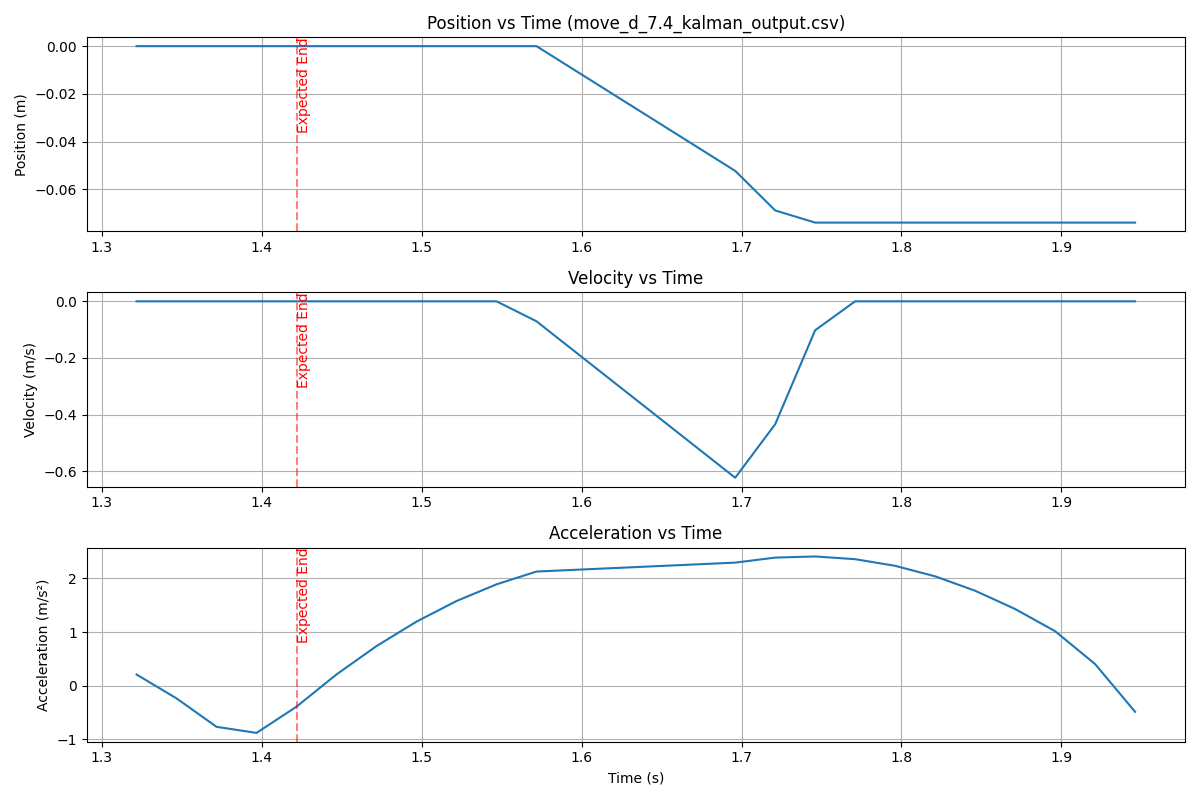 Position vs Time (move_d_7.4_kalman_output.csv)
Position (m)
0.00
−0.02
−0.04
−0.06
Expected End
1.3 1.4 1.5 1.6 1.7 1.8 1.9
Velocity vs Time
Velocity (m/s)
0.0
−0.2
−0.4
−0.6
Expected End
1.3 1.4 1.5 1.6 1.7 1.8 1.9
Acceleration vs Time
Acceleration (m/s²)
2
1
0
−1
Expected End
1.3 1.4 1.5 1.6 1.7 1.8 1.9
Time (s)